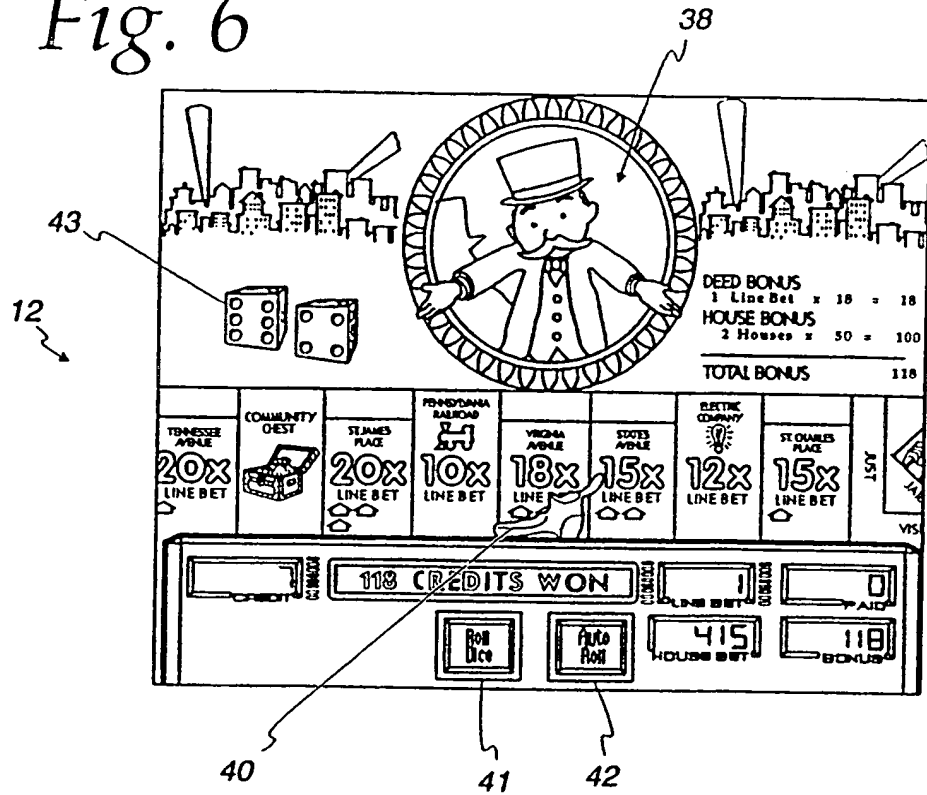 Fig. 6
38
43
12
DEED BONUS
1 Line Bet x 18 = 18
HOUSE BONUS
2 Houses x 50 = 100
TOTAL BONUS 118
TENNESSEE AVENUE
20X
LINE BET
COMMUNITY CHEST
ST. JAMES PLACE
20X
LINE BET
PENNSYLVANIA RAILROAD
10X
LINE BET
VIRGINIA AVENUE
18X
LINE BET
STATES AVENUE
15X
LINE BET
ELECTRIC COMPANY
12X
LINE BET
ST. CHARLES PLACE
15X
LINE BET
JUST
VISI
CREDIT
118 CREDITS WON
1
LINE BET
0
PAID
Roll Dice
Auto Roll
415
HOUSE BET
118
BONUS
40
41
42